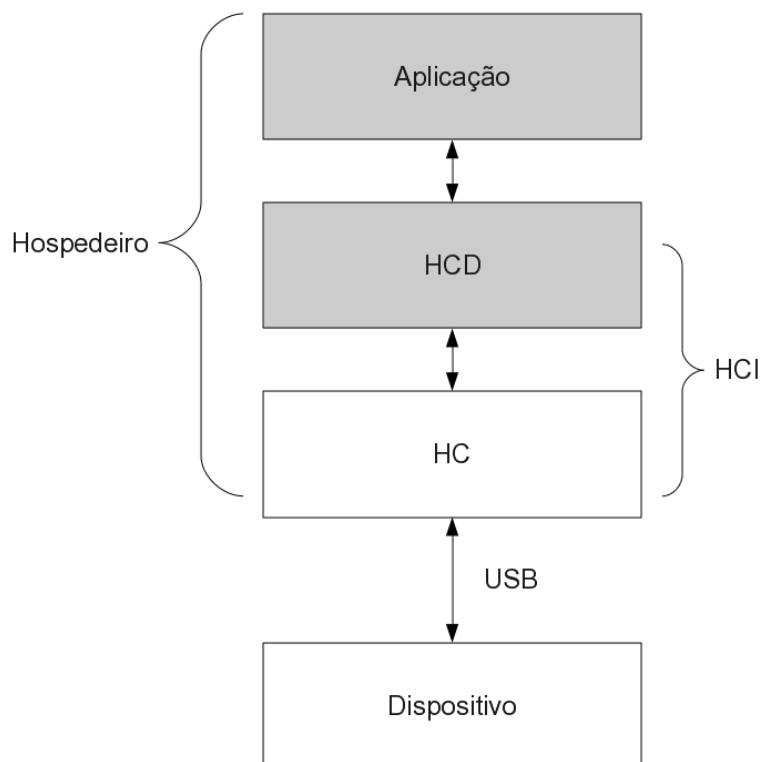 Aplicação
Hospedeiro
HCD
HCI
HC
USB
Dispositivo